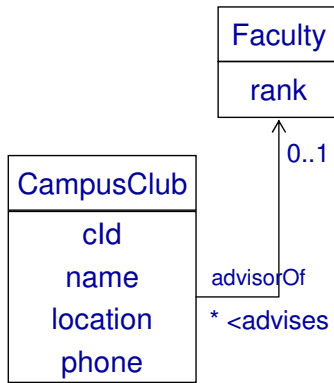 Faculty
rank
0..1
CampusClub
cId
name
location
phone
advisorOf
* <advises